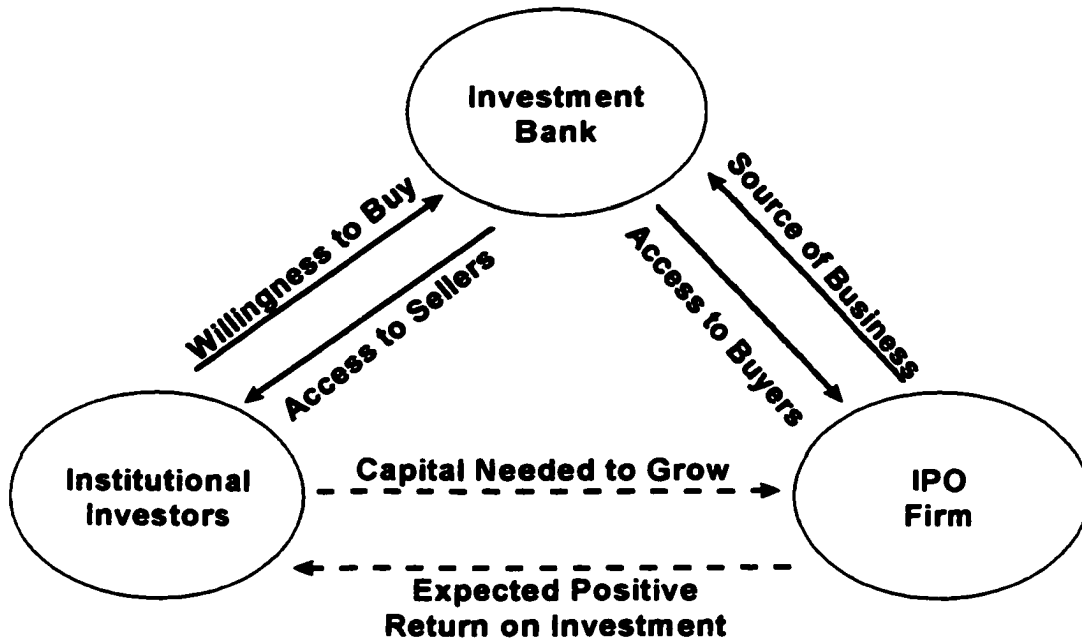 Investment
Bank
Willingness to Buy
Access to Sellers
Access to Buyers
Source of Business
Institutional
Investors
Capital Needed to Grow
IPO
Firm
Expected Positive
Return on Investment